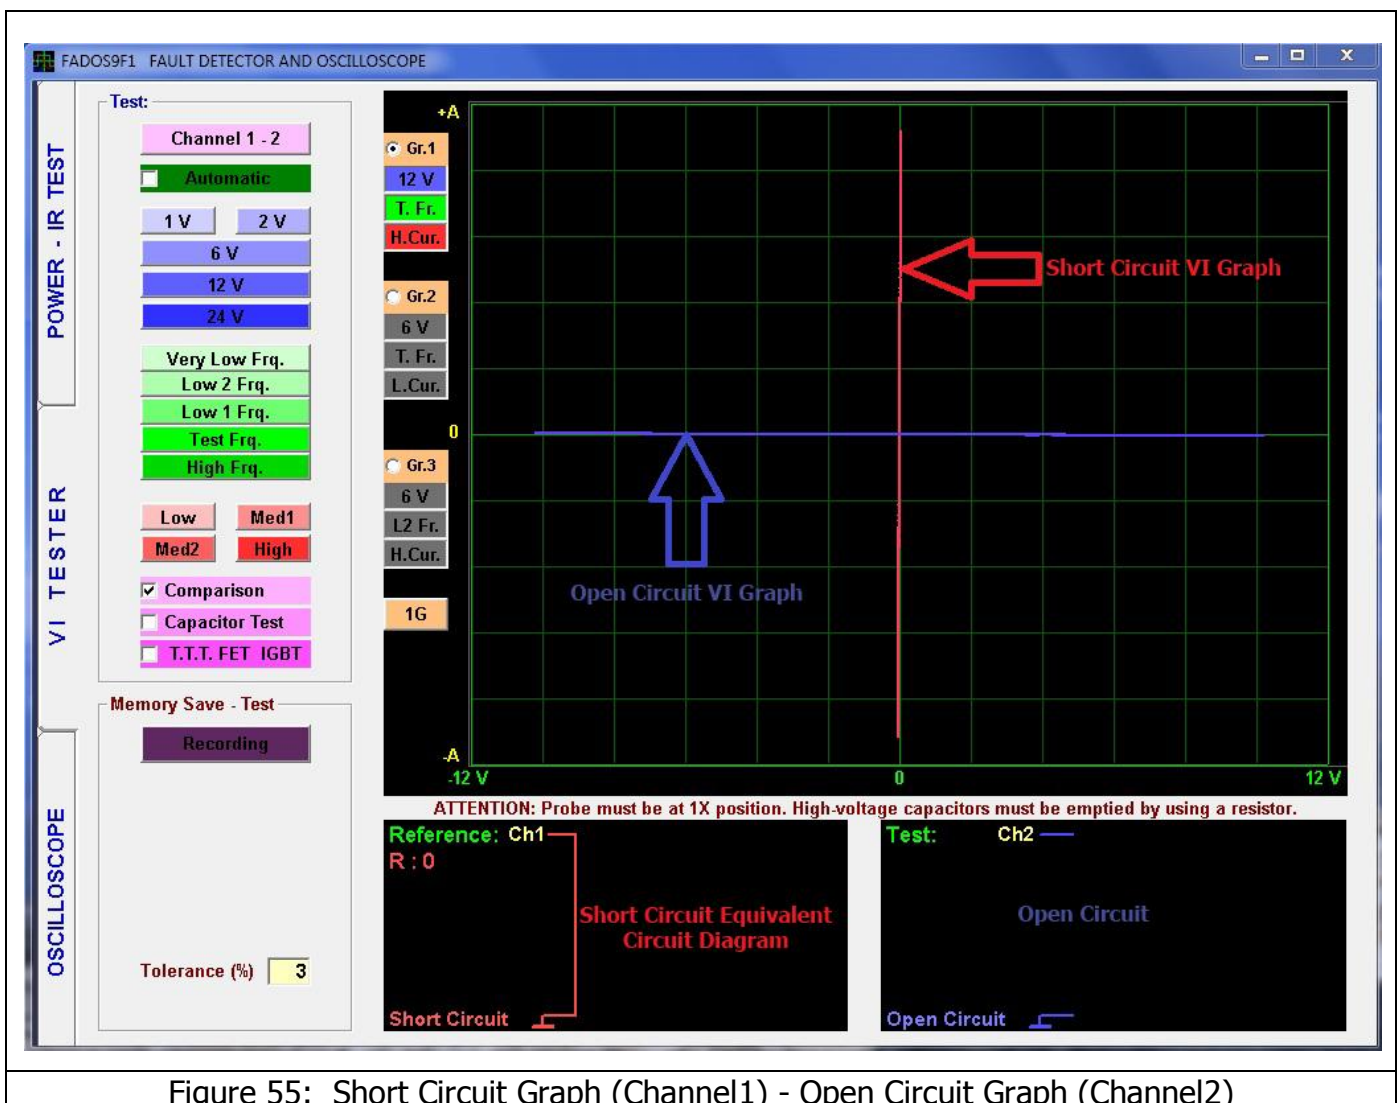 FADOS9F1 FAULT DETECTOR AND OSCILLOSCOPE
POWER - IR TEST
VI TESTER
OSCILLOSCOPE
Test:
Channel 1 - 2
Automatic
1 V 2 V
6 V
12 V
24 V
Very Low Frq.
Low 2 Frq.
Low 1 Frq.
Test Frq.
High Frq.
Low Med1
Med2 High
Comparison
Capacitor Test
T.T.T. FET IGBT
Memory Save - Test
Recording
Tolerance (%) 3
+A
Gr.1
12 V
T. Fr.
H.Cur.
Gr.2
6 V
T. Fr.
L.Cur.
0
Gr.3
6 V
L2 Fr.
H.Cur.
1G
-A
-12 V 0 12 V
Short Circuit VI Graph
Open Circuit VI Graph
ATTENTION: Probe must be at 1X position. High-voltage capacitors must be emptied by using a resistor.
Reference: Ch1
R : 0
Short Circuit Equivalent
Circuit Diagram
Short Circuit
Test: Ch2
Open Circuit
Open Circuit
Figure 55: Short Circuit Graph (Channel1) - Open Circuit Graph (Channel2)